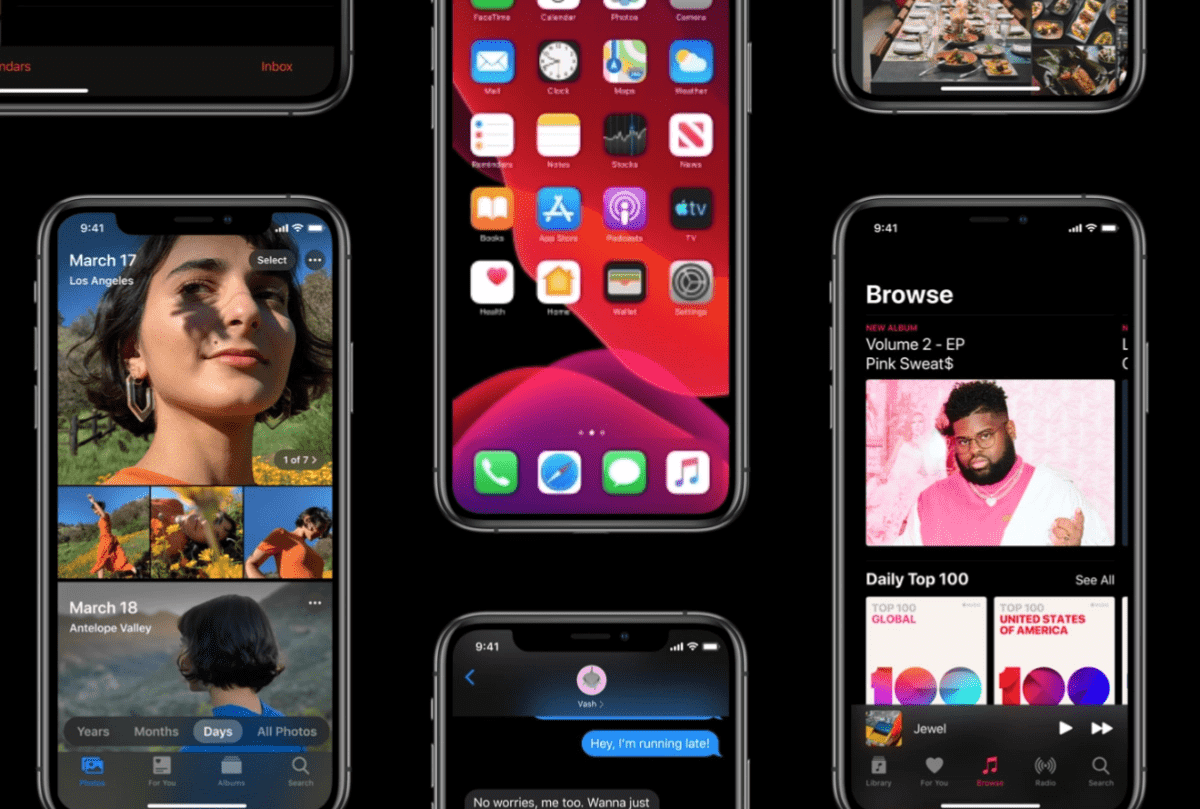 ndars
Inbox
FaceTime
Calendar
Photos
Camera
Mail
Clock
Maps
Weather
Reminders
Notes
Stocks
News
tv
Books
App Store
Podcasts
TV
Health
Home
Wallet
Settings
9:41
March 17
Select
Los Angeles
1 of 7 >
March 18
Antelope Valley
Years
Months
Days
All Photos
Photos
For You
Albums
Search
9:41
Vash >
Hey, I'm running late!
No worries, me too. Wanna just
9:41
Browse
NEW ALBUM
Volume 2 - EP
Pink Sweat$
Daily Top 100
See All
TOP 100
GLOBAL
100
TOP 100
UNITED STATES
OF AMERICA
100
Jewel
Library
For You
Browse
Radio
Search